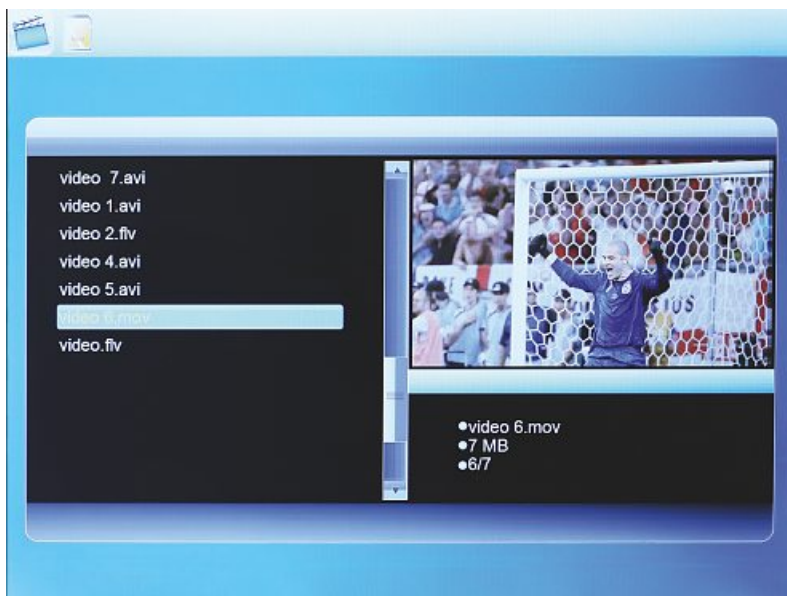 video  7.avi
video 1.avi
video 2.flv
video 4.avi
video 5.avi
video 6.mov
video.flv
●video 6.mov
●7 MB
●6/7